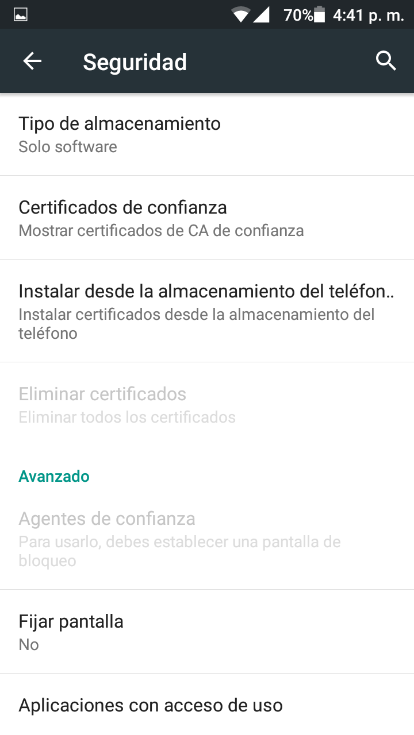 70% 4:41 p. m.
Seguridad
Tipo de almacenamiento
Solo software
Certificados de confianza
Mostrar certificados de CA de confianza
Instalar desde la almacenamiento del teléfon..
Instalar certificados desde la almacenamiento del
teléfono
Eliminar certificados
Eliminar todos los certificados
Avanzado
Agentes de confianza
Para usarlo, debes establecer una pantalla de
bloqueo
Fijar pantalla
No
Aplicaciones con acceso de uso